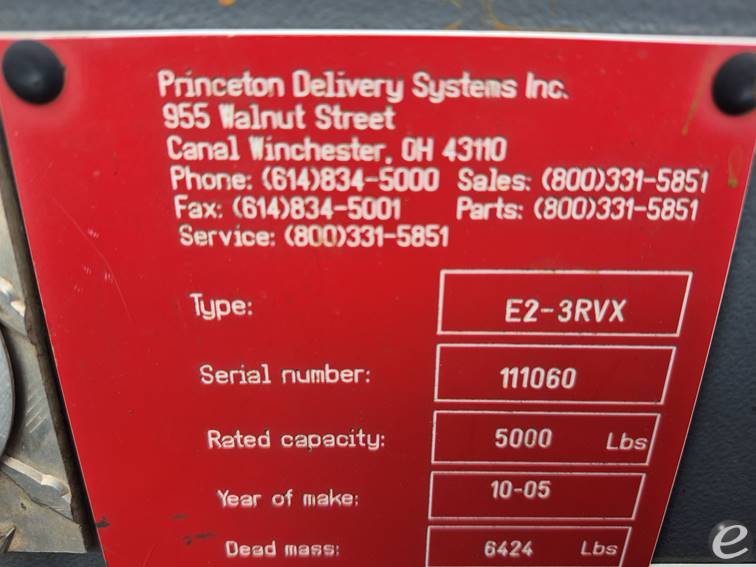 Princeton Delivery Systems Inc.
955 Walnut Street
Canal Winchester, OH 43110
Phone: (614)834-5000 Sales: (800)331-5851
Fax: (614)834-5001 Parts: (800)331-5851
Service: (800)331-5851
Type: E2-3RVX
Serial number: 111060
Rated capacity: 5000 Lbs
Year of make: 10-05
Dead mass: 6424 Lbs
e